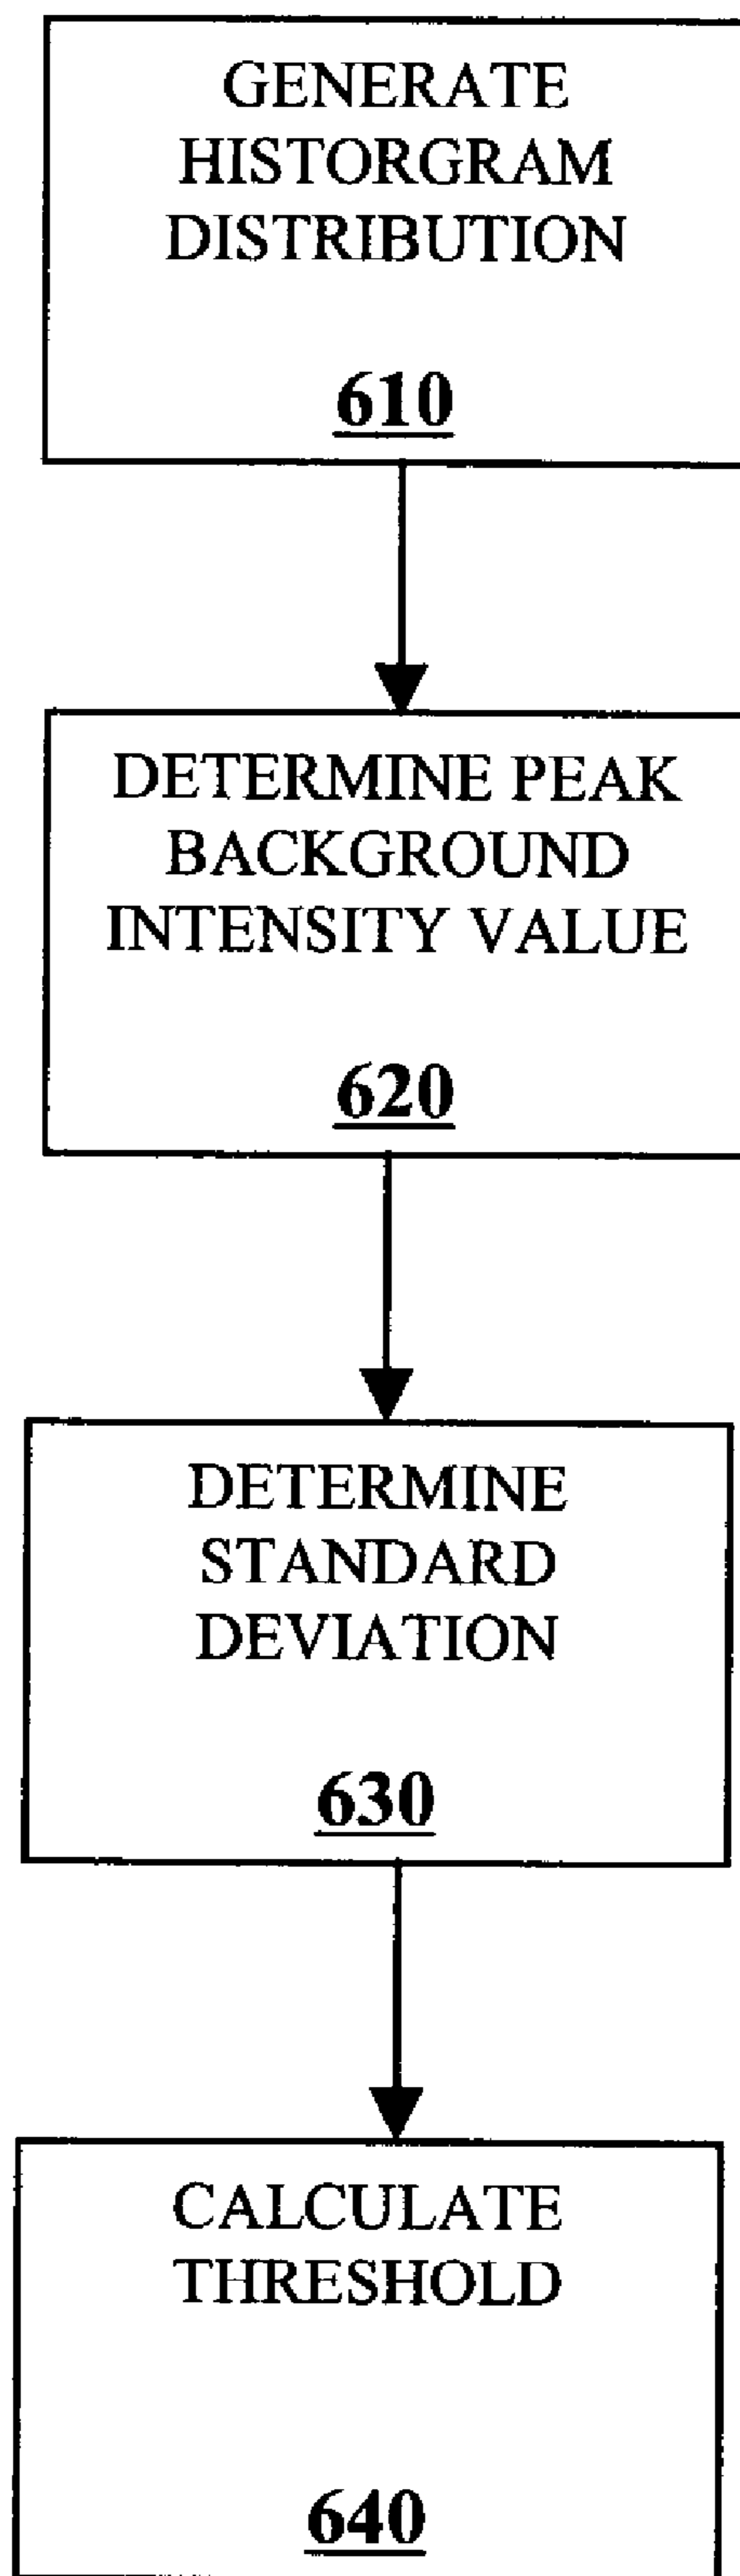 GENERATE
HISTORGRAM
DISTRIBUTION
610
DETERMINE PEAK
BACKGROUND
INTENSITY VALUE
620
DETERMINE
STANDARD
DEVIATION
630
CALCULATE
THRESHOLD
640